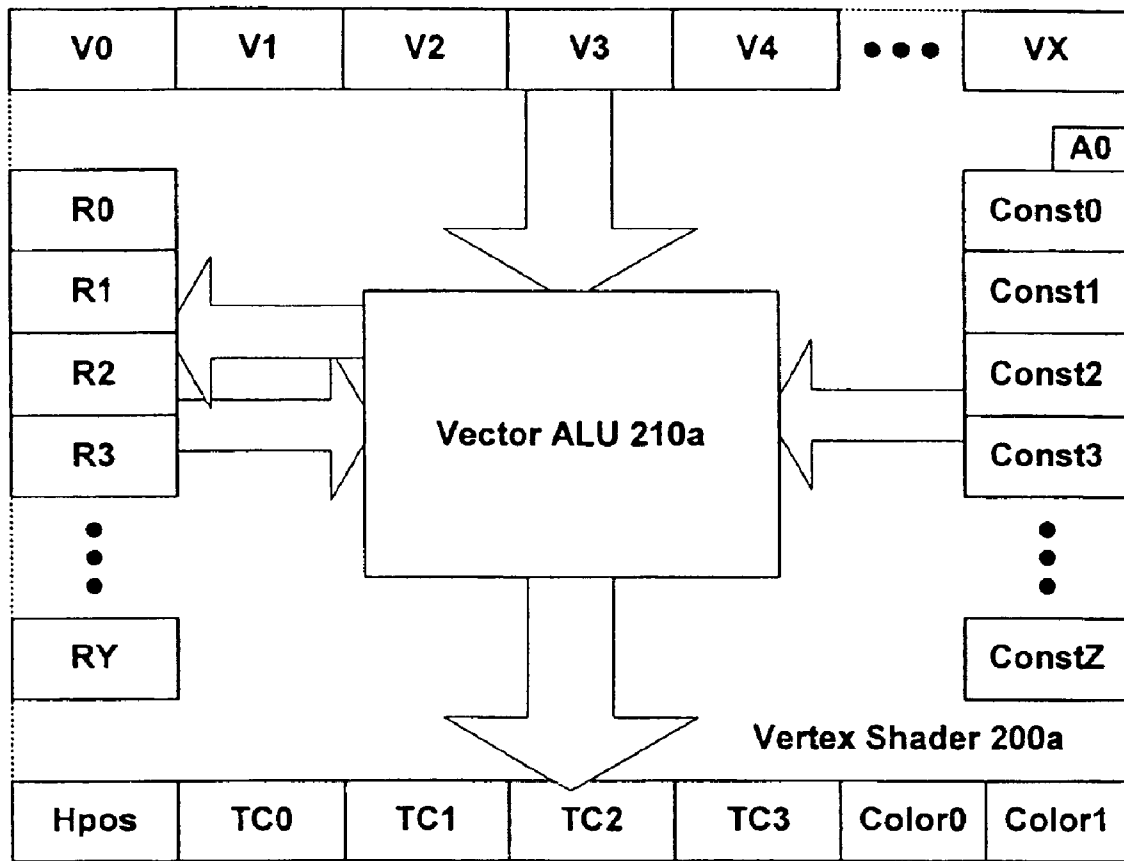 V0 V1 V2 V3 V4 VX
A0
R0 Const0
R1 Const1
R2 Const2
R3 Vector ALU 210a Const3
RY ConstZ
Vertex Shader 200a
Hpos TC0 TC1 TC2 TC3 Color0 Color1